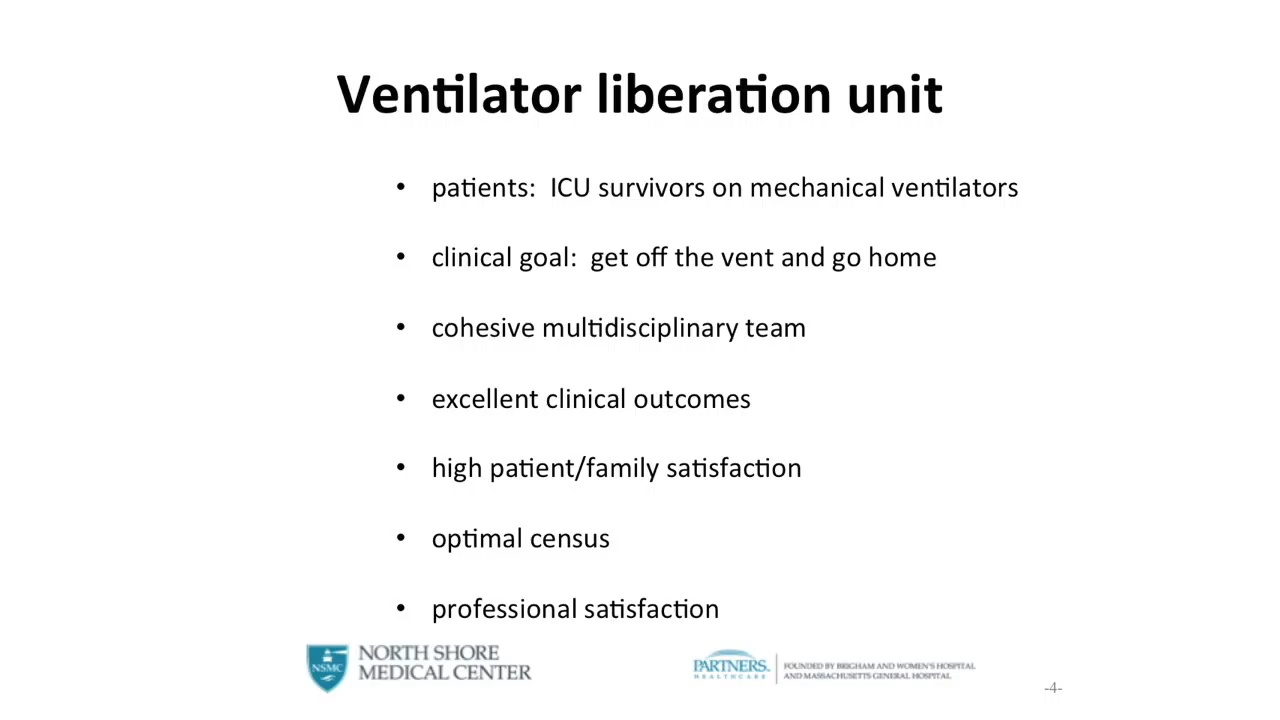 Ventilator liberation unit
• patients: ICU survivors on mechanical ventilators
• clinical goal: get off the vent and go home
• cohesive multidisciplinary team
• excellent clinical outcomes
• high patient/family satisfaction
• optimal census
• professional satisfaction
NSMC
NORTH SHORE
MEDICAL CENTER
PARTNERS.
HEALTHCARE
FOUNDED BY BRIGHAM AND WOMEN'S HOSPITAL
AND MASSACHUSETTS GENERAL HOSPITAL
-4-